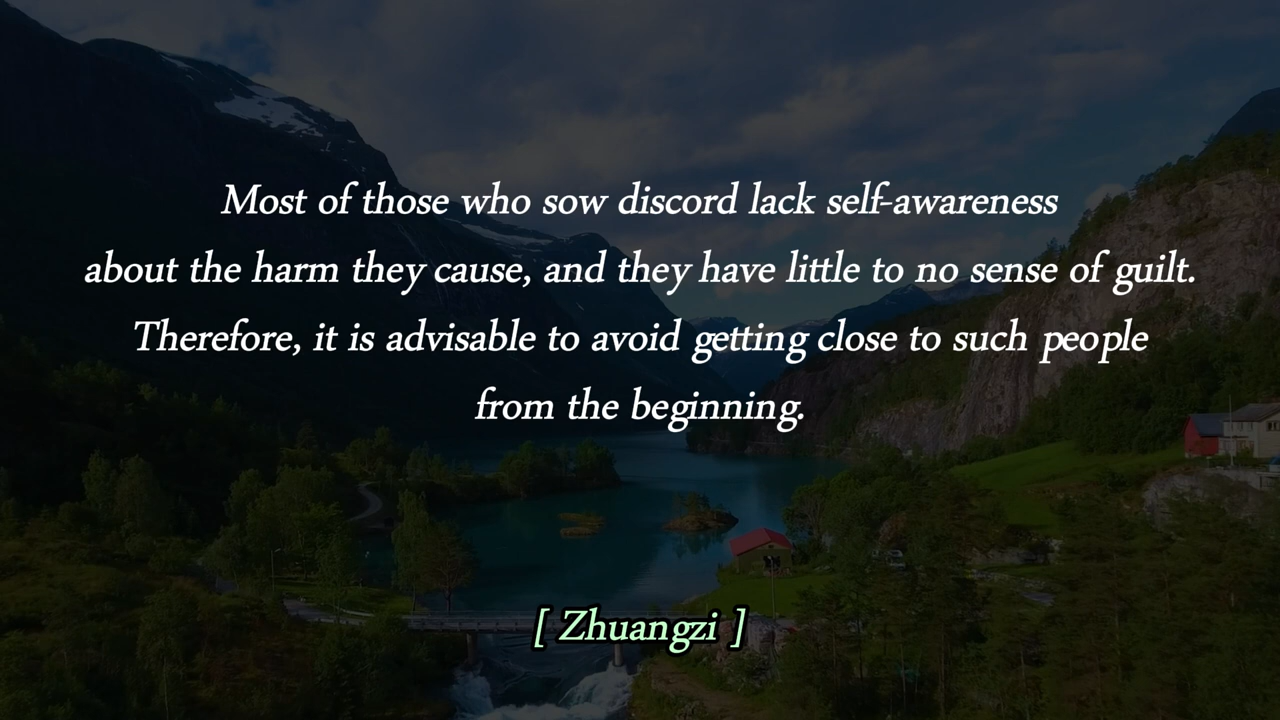 Most of those who sow discord lack self-awareness
about the harm they cause, and they have little to no sense of guilt.
Therefore, it is advisable to avoid getting close to such people
from the beginning.
[ Zhuangzi ]